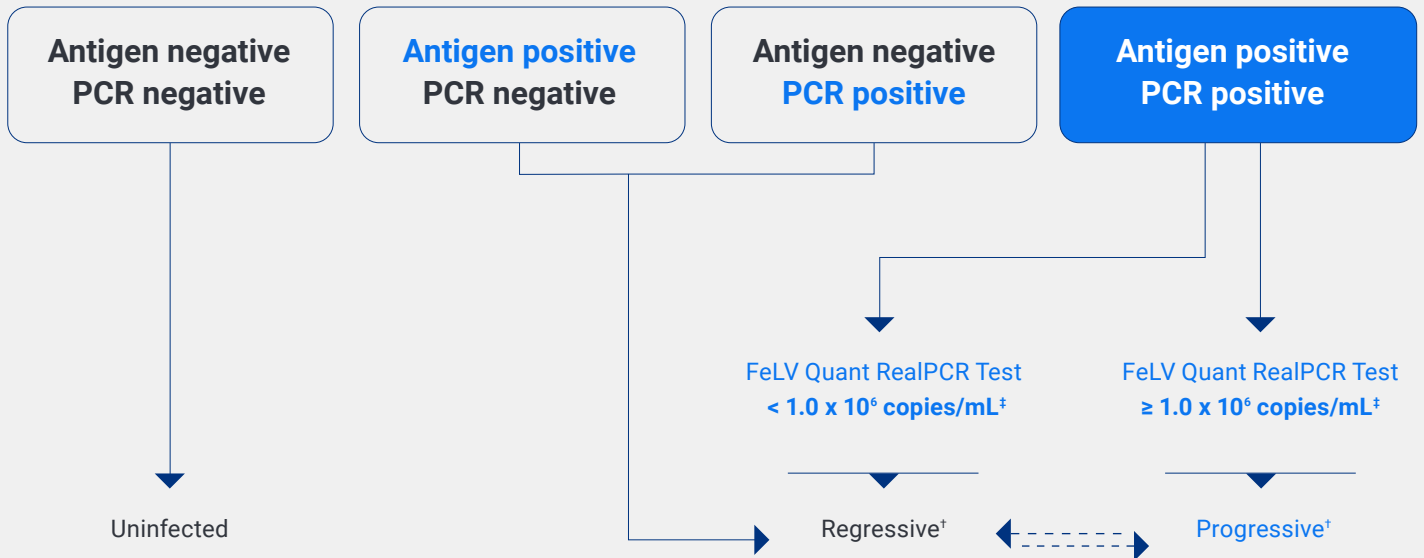 Antigen negative
PCR negative
Antigen positive
PCR negative
Antigen negative
PCR positive
Antigen positive
PCR positive
FeLV Quant RealPCR Test
< 1.0 x 10⁶ copies/mL‡
FeLV Quant RealPCR Test
≥ 1.0 x 10⁶ copies/mL‡
Uninfected
Regressive†
Progressive†